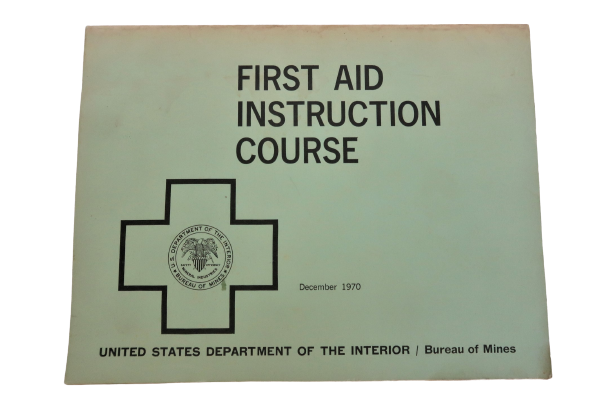 FIRST AID
INSTRUCTION
COURSE
U.S. DEPARTMENT OF THE INTERIOR
BUREAU OF MINES
December 1970
UNITED STATES DEPARTMENT OF THE INTERIOR / Bureau of Mines